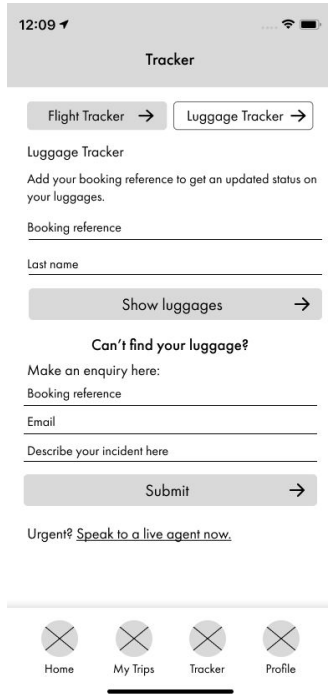 12:09
Tracker
Flight Tracker → Luggage Tracker →
Luggage Tracker
Add your booking reference to get an updated status on
your luggages.
Booking reference
Last name
Show luggages →
Can't find your luggage?
Make an enquiry here:
Booking reference
Email
Describe your incident here
Submit →
Urgent? Speak to a live agent now.
Home My Trips Tracker Profile